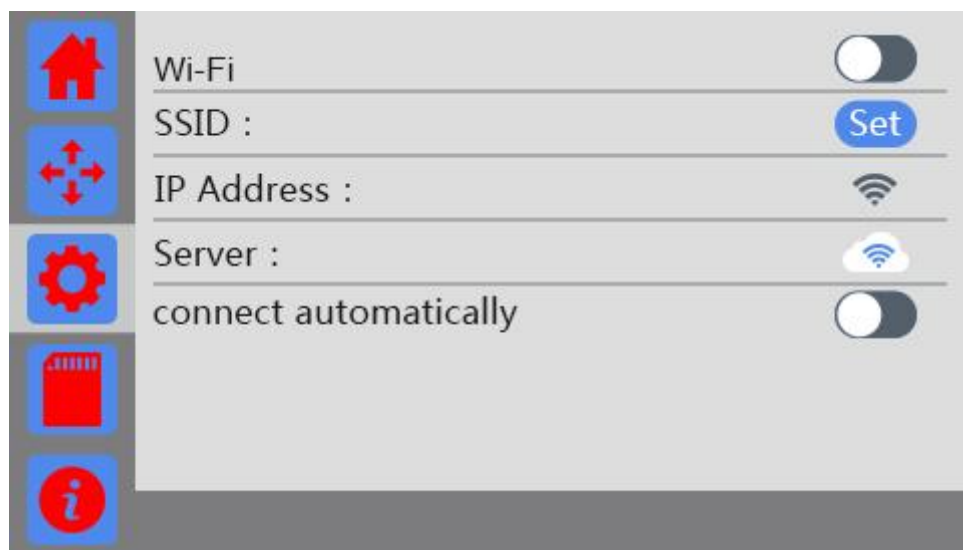 Wi-Fi
SSID :
Set
IP Address :
Server :
connect automatically
i